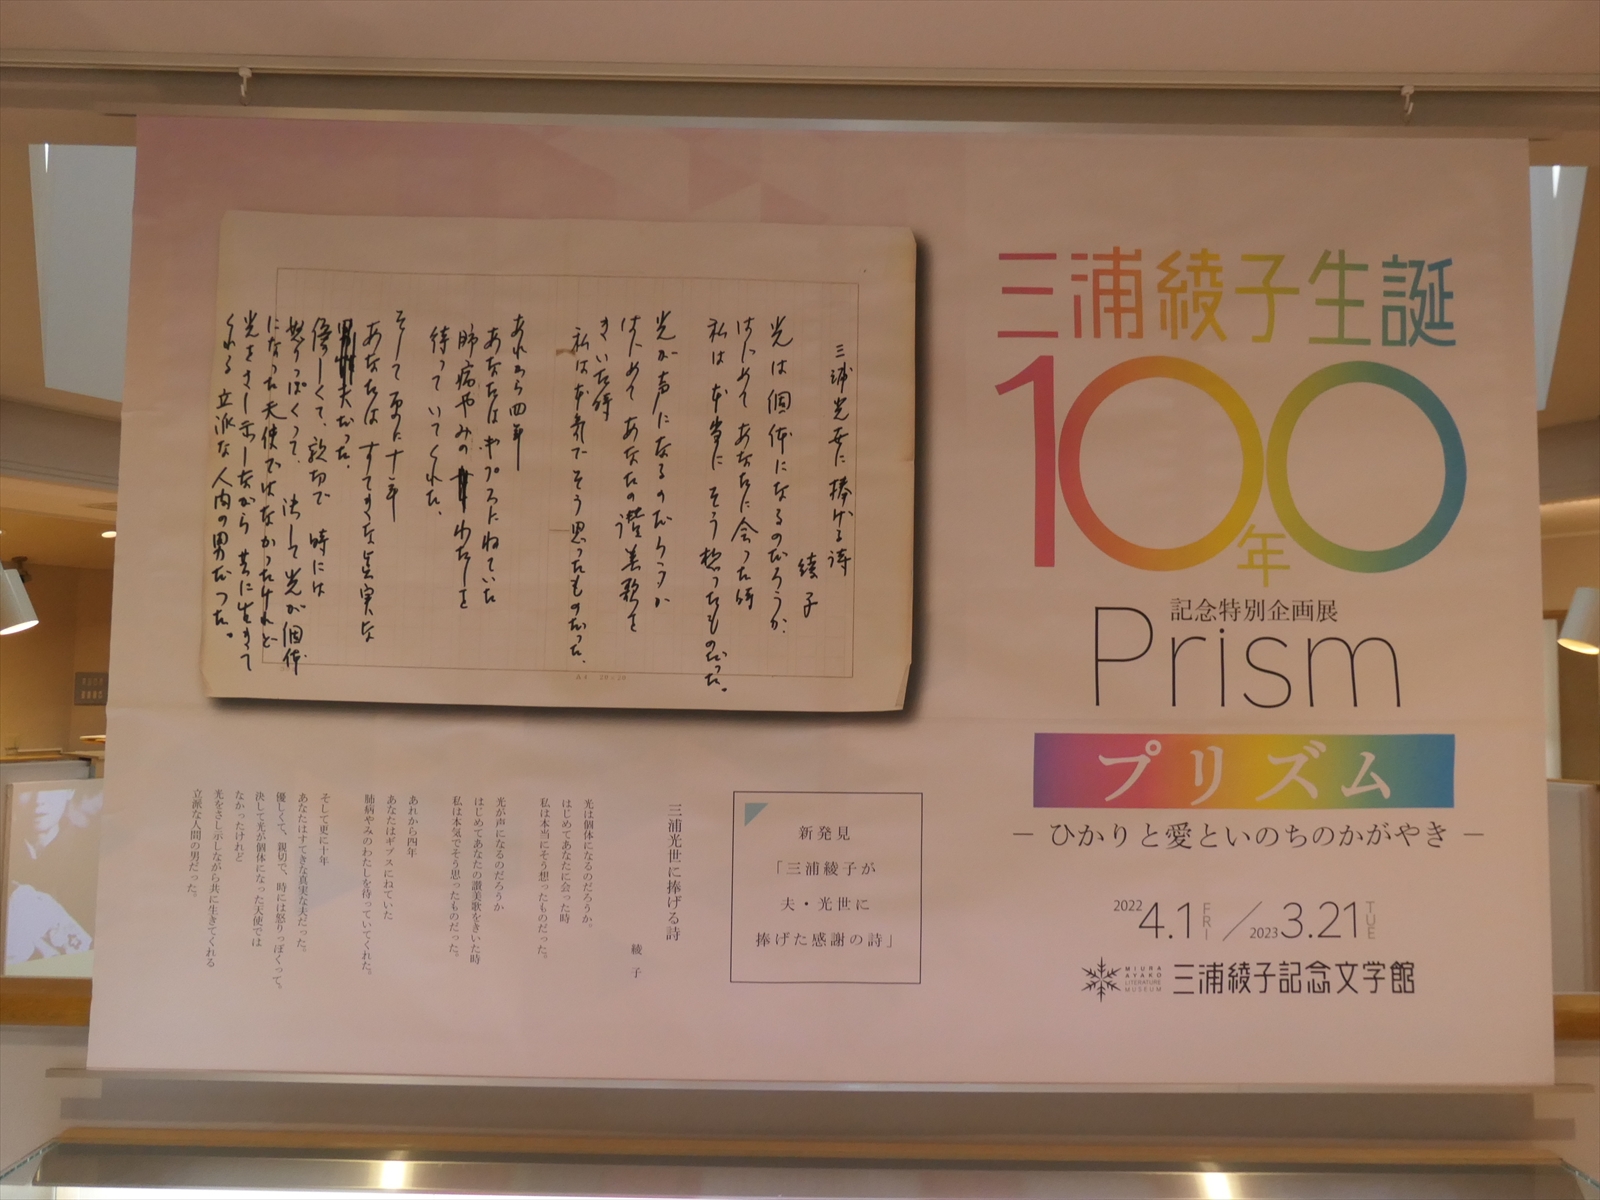 三浦光世に捧げる詩
綾子
光は個体になるのだろうか.
はじめてあなたに会った時
私は本当にそう想ったものだった。
光が声になるのだろうか
はじめてあなたの讃美歌を
きいた時
私は本気でそう思ったものだった.
あれから四年
あなたはギプスにねていた
肺病やみのわたしを
待っていてくれた.
そして更に十年
あなたはすてきな真実な
夫だった.
優しくて、親切で時には
怒りっぽくって、決して光が個体
になった天使ではなかったけれど
光をさし示しながら共に生きて
くれる立派な人間の男だった。
A4 20×20
三浦綾子生誕
100年
記念特別企画展
Prism
プリズム
― ひかりと愛といのちのかがやき ―
2022 4.1 FRI / 2023 3.21 TUE
MIURA
AYAKO
LITERATURE
MUSEUM
三浦綾子記念文学館
新発見
「三浦綾子が
夫・光世に
捧げた感謝の詩」
三浦光世に捧げる詩
綾 子
光は個体になるのだろうか。
はじめてあなたに会った時
私は本当にそう想ったものだった。
光が声になるのだろうか
はじめてあなたの讃美歌をきいた時
私は本気でそう思ったものだった。
あれから四年
あなたはギプスにねていた
肺病やみのわたしを待っていてくれた。
そして更に十年
あなたはすてきな真実な夫だった。
優しくて、親切で、時には怒りっぽくって。
決して光が個体になった天使では
なかったけれど
光をさし示しながら共に生きてくれる
立派な人間の男だった。